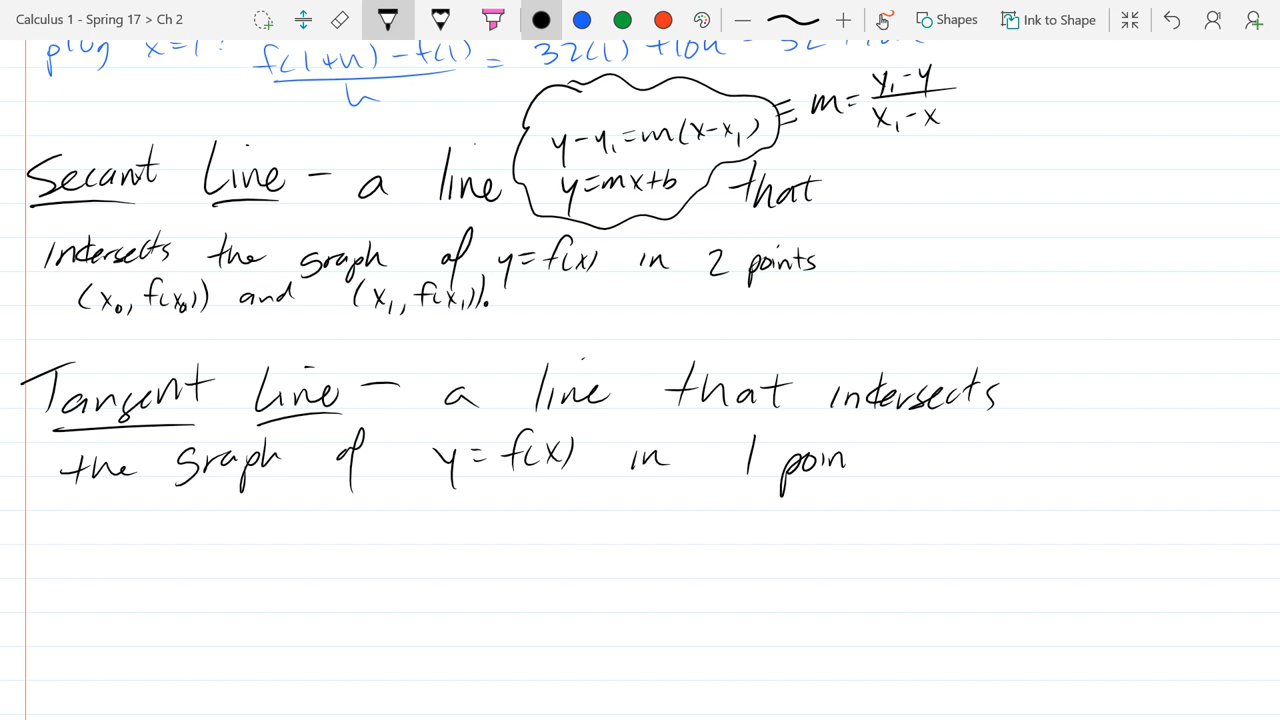 Calculus 1 - Spring 17 > Ch 2
Shapes
Ink to Shape
plug x=1:
f(1+h) - f(1) = 32(1) + 16h
h
y-y₁=m(x-x₁) ≡ m= y₁-y
x₁-x
Secant Line - a line y=mx+b that
intersects the graph of y=f(x) in 2 points
(x₀, f(x₀)) and (x₁, f(x₁)).
Tangent Line - a line that intersects
the graph of y=f(x) in 1 poin